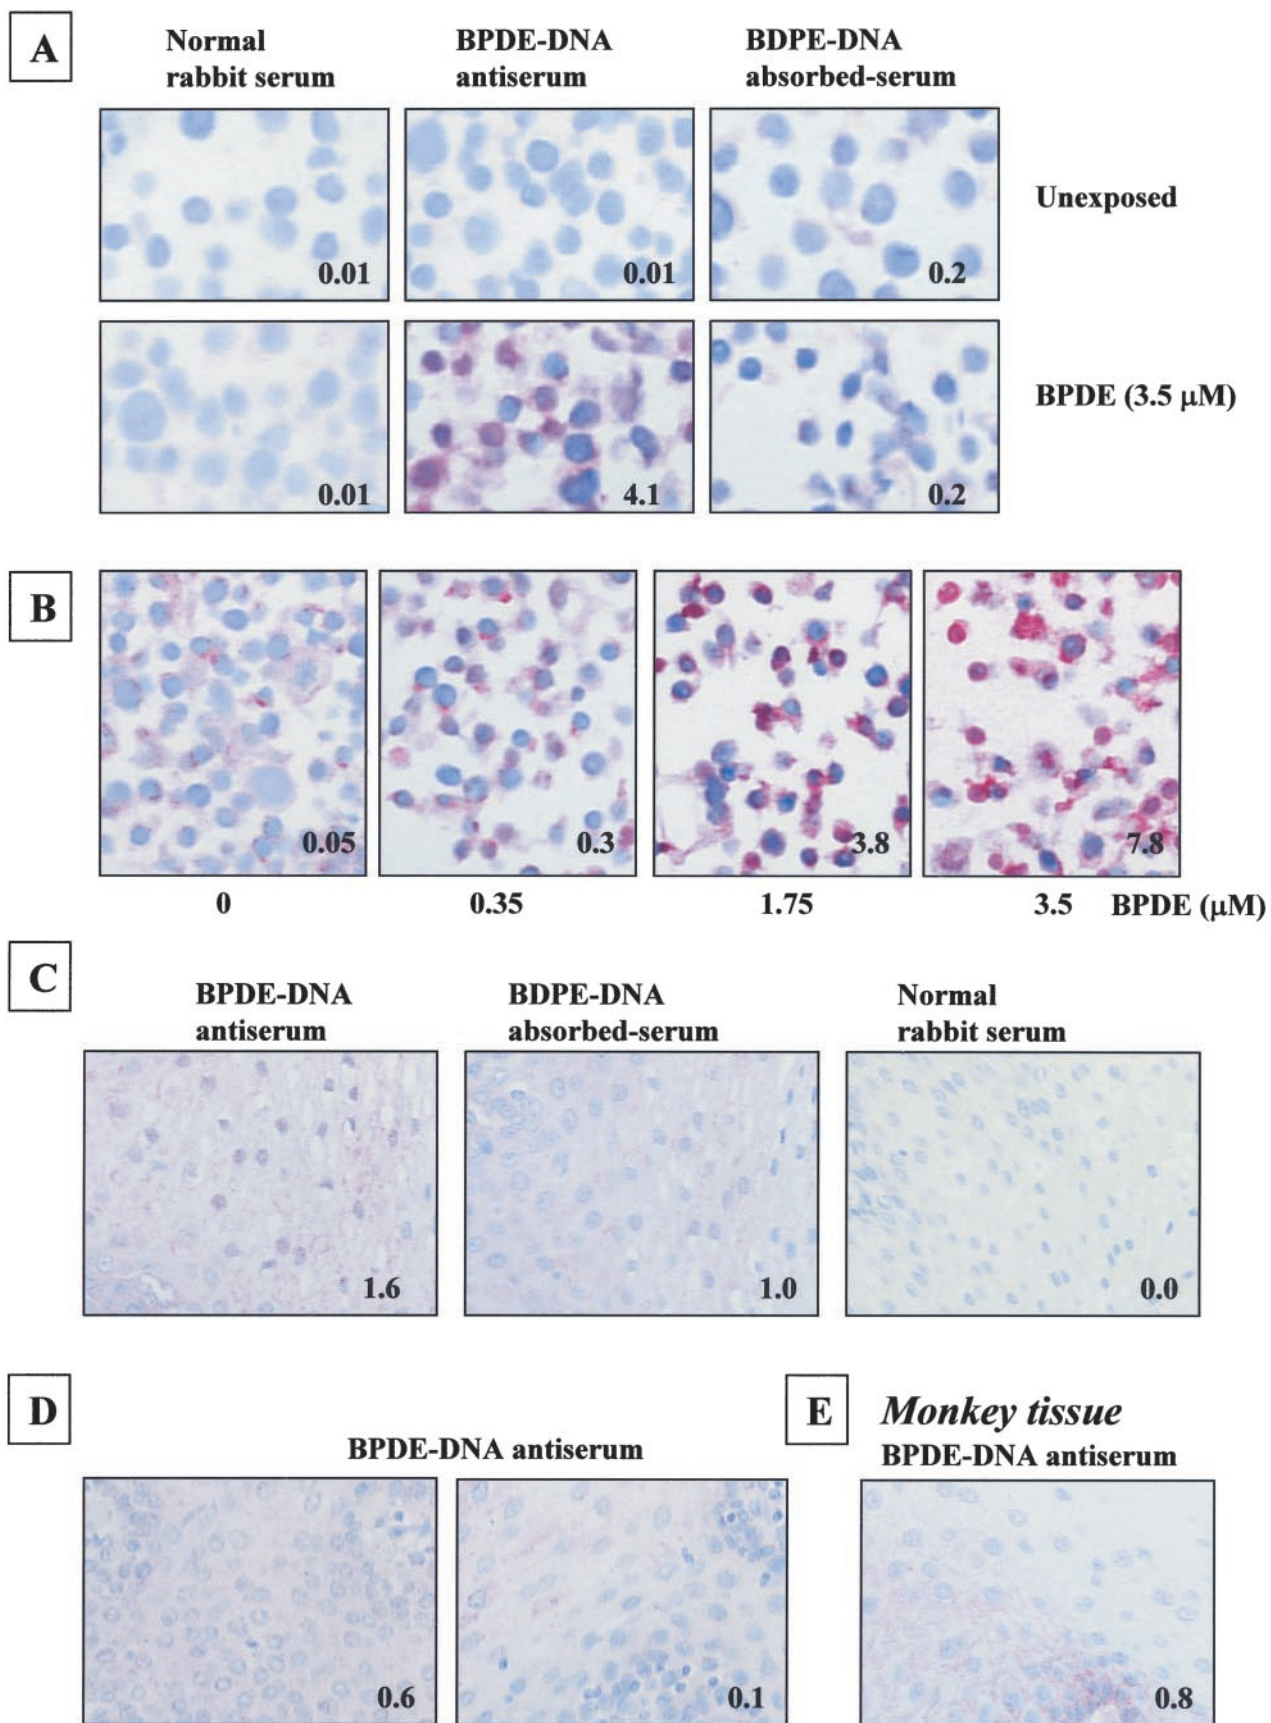 A
Normal
rabbit serum
BPDE-DNA
antiserum
BDPE-DNA
absorbed-serum
0.01
0.01
0.2
Unexposed
0.01
4.1
0.2
BPDE (3.5 μM)
B
0.05
0.3
3.8
7.8
0
0.35
1.75
3.5
BPDE (μM)
C
BPDE-DNA
antiserum
BDPE-DNA
absorbed-serum
Normal
rabbit serum
1.6
1.0
0.0
D
BPDE-DNA antiserum
0.6
0.1
E
Monkey tissue
BPDE-DNA antiserum
0.8